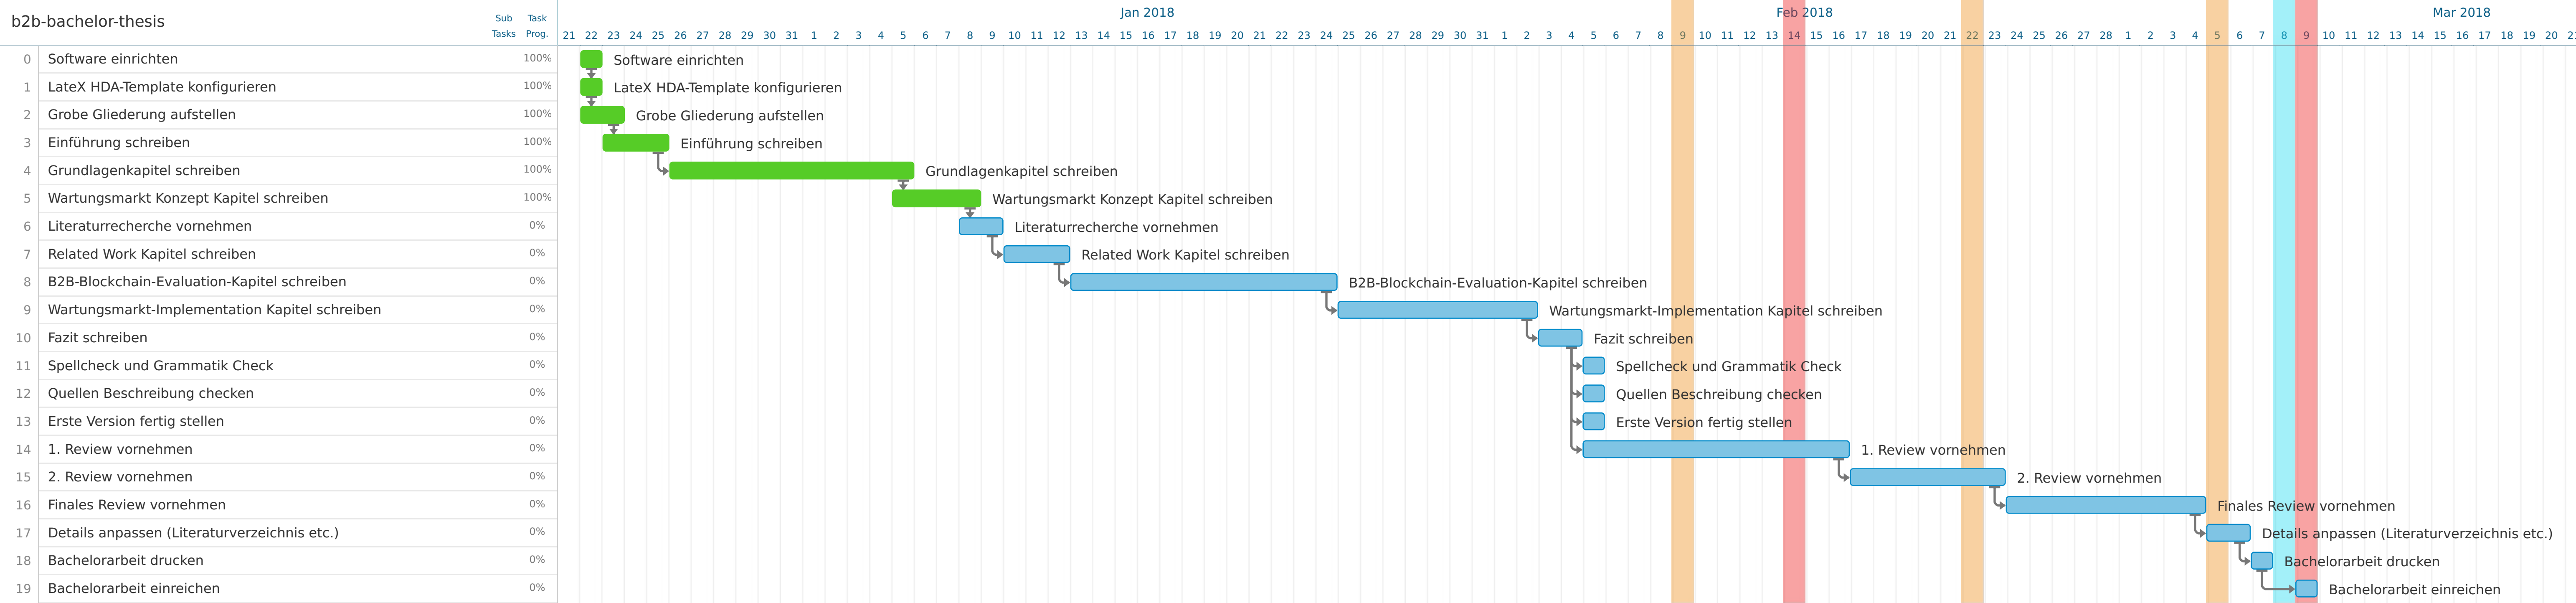 b2b-bachelor-thesis
Sub Tasks
Task Prog.
Jan 2018 Feb 2018 Mar 2018
21 22 23 24 25 26 27 28 29 30 31 1 2 3 4 5 6 7 8 9 10 11 12 13 14 15 16 17 18 19 20 21 22 23 24 25 26 27 28 29 30 31 1 2 3 4 5 6 7 8 9 10 11 12 13 14 15 16 17 18 19 20 21 22 23 24 25 26 27 28 1 2 3 4 5 6 7 8 9 10 11 12 13 14 15 16 17 18 19 20
0 Software einrichten 100% Software einrichten
1 LateX HDA-Template konfigurieren 100% LateX HDA-Template konfigurieren
2 Grobe Gliederung aufstellen 100% Grobe Gliederung aufstellen
3 Einführung schreiben 100% Einführung schreiben
4 Grundlagenkapitel schreiben 100% Grundlagenkapitel schreiben
5 Wartungsmarkt Konzept Kapitel schreiben 100% Wartungsmarkt Konzept Kapitel schreiben
6 Literaturrecherche vornehmen 0% Literaturrecherche vornehmen
7 Related Work Kapitel schreiben 0% Related Work Kapitel schreiben
8 B2B-Blockchain-Evaluation-Kapitel schreiben 0% B2B-Blockchain-Evaluation-Kapitel schreiben
9 Wartungsmarkt-Implementation Kapitel schreiben 0% Wartungsmarkt-Implementation Kapitel schreiben
10 Fazit schreiben 0% Fazit schreiben
11 Spellcheck und Grammatik Check 0% Spellcheck und Grammatik Check
12 Quellen Beschreibung checken 0% Quellen Beschreibung checken
13 Erste Version fertig stellen 0% Erste Version fertig stellen
14 1. Review vornehmen 0% 1. Review vornehmen
15 2. Review vornehmen 0% 2. Review vornehmen
16 Finales Review vornehmen 0% Finales Review vornehmen
17 Details anpassen (Literaturverzeichnis etc.) 0% Details anpassen (Literaturverzeichnis etc.)
18 Bachelorarbeit drucken 0% Bachelorarbeit drucken
19 Bachelorarbeit einreichen 0% Bachelorarbeit einreichen